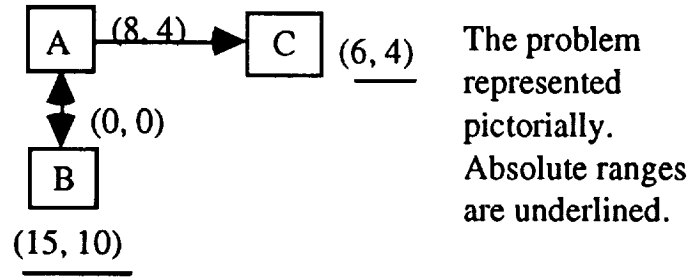 A
(8, 4)
C
(6, 4)
(0, 0)
B
(15, 10)
The problem
represented
pictorially.
Absolute ranges
are underlined.